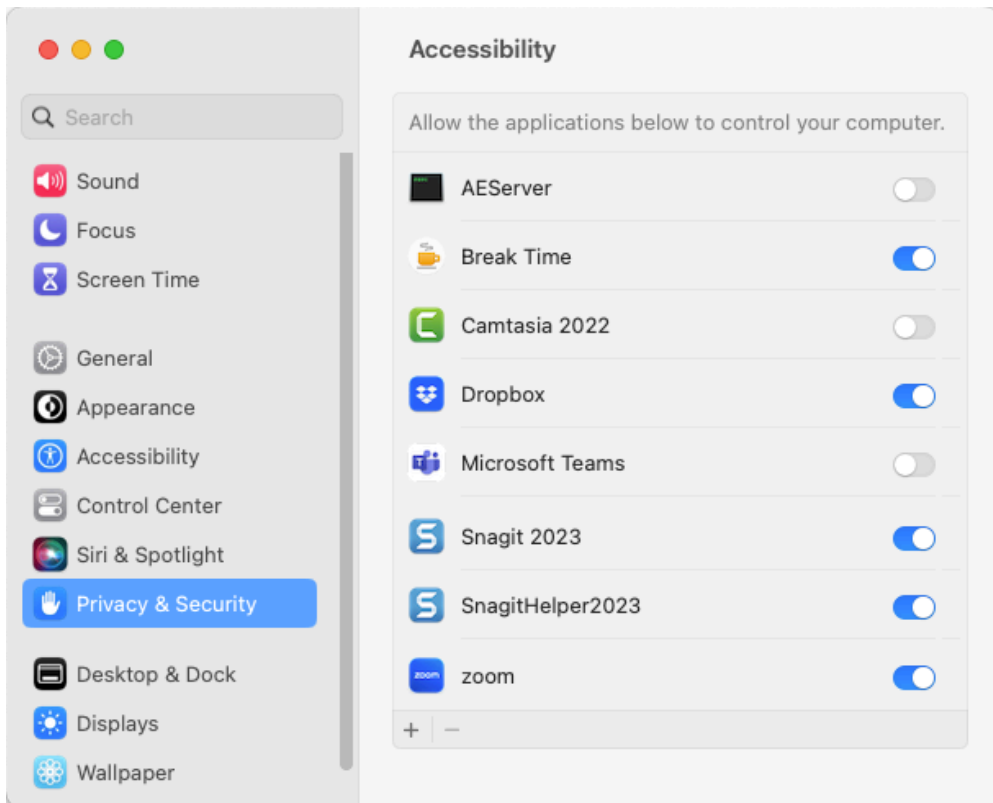 Search
Sound
Focus
Screen Time
General
Appearance
Accessibility
Control Center
Siri & Spotlight
Privacy & Security
Desktop & Dock
Displays
Wallpaper
Accessibility
Allow the applications below to control your computer.
AEServer
Break Time
Camtasia 2022
Dropbox
Microsoft Teams
Snagit 2023
SnagitHelper2023
zoom
zoom